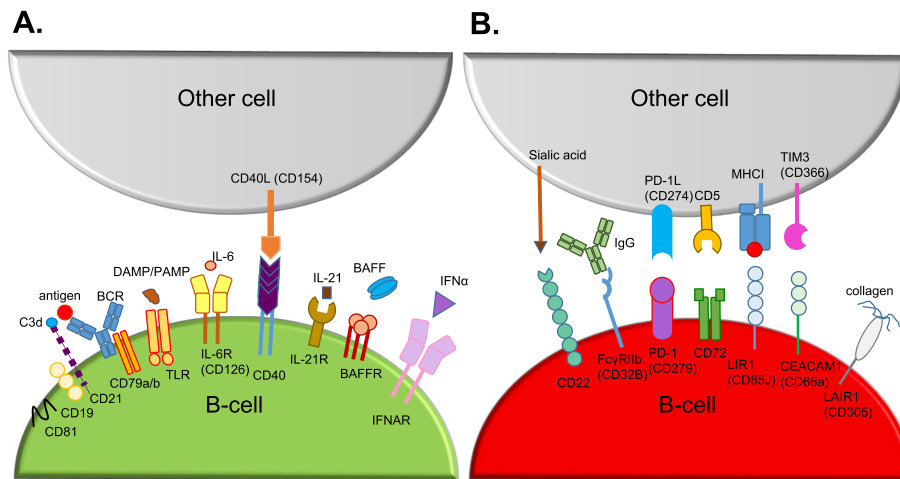 A.
Other cell
CD40L (CD154)
IL-6
DAMP/PAMP
IL-21
BAFF
IFNα
antigen
BCR
C3d
IL-6R
(CD126)
IL-21R
CD79a/b
TLR
CD40
BAFFR
CD21
CD19
CD81
B-cell
IFNAR
B.
Other cell
Sialic acid
PD-1L
(CD274)
CD5
MHCI
TIM3
(CD366)
IgG
collagen
CD22
FcγRIIb
(CD32B)
PD-1
(CD279)
CD72
LIR1
(CD85J)
CEACAM1
(CD66a)
LAIR1
(CD305)
B-cell